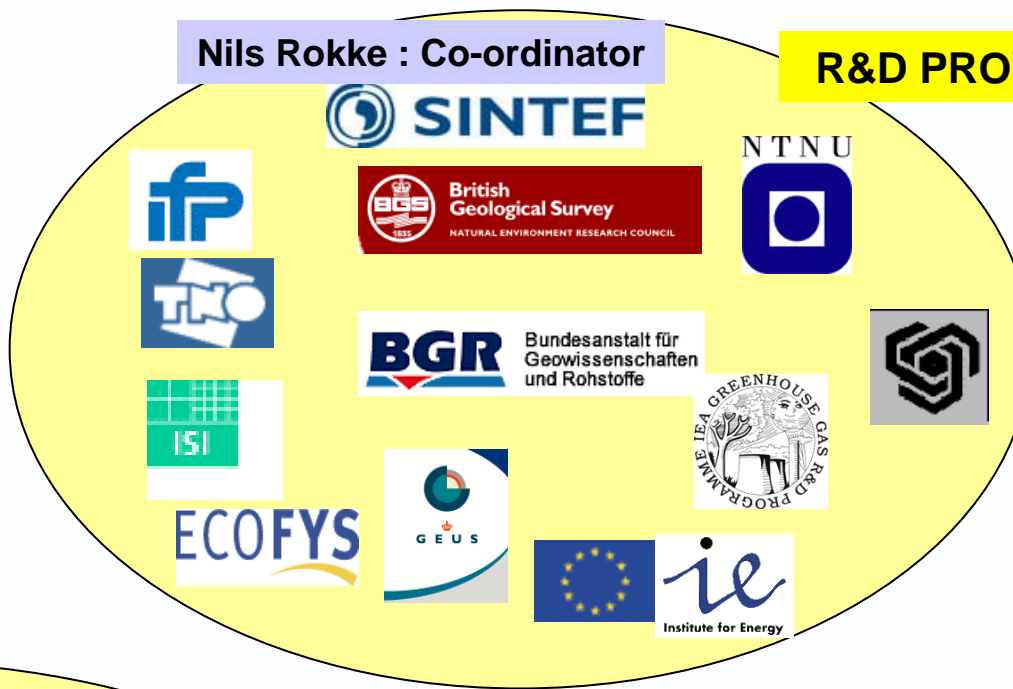 Nils Rokke : Co-ordinator
R&D PRO
SINTEF
NTNU
ifp
BGS
1835
British
Geological Survey
NATURAL ENVIRONMENT RESEARCH COUNCIL
TNO
BGR
Bundesanstalt für
Geowissenschaften
und Rohstoffe
IEA GREENHOUSE GAS R&D PROGRAMME
ISI
ECOFYS
GEUS
ie
Institute for Energy